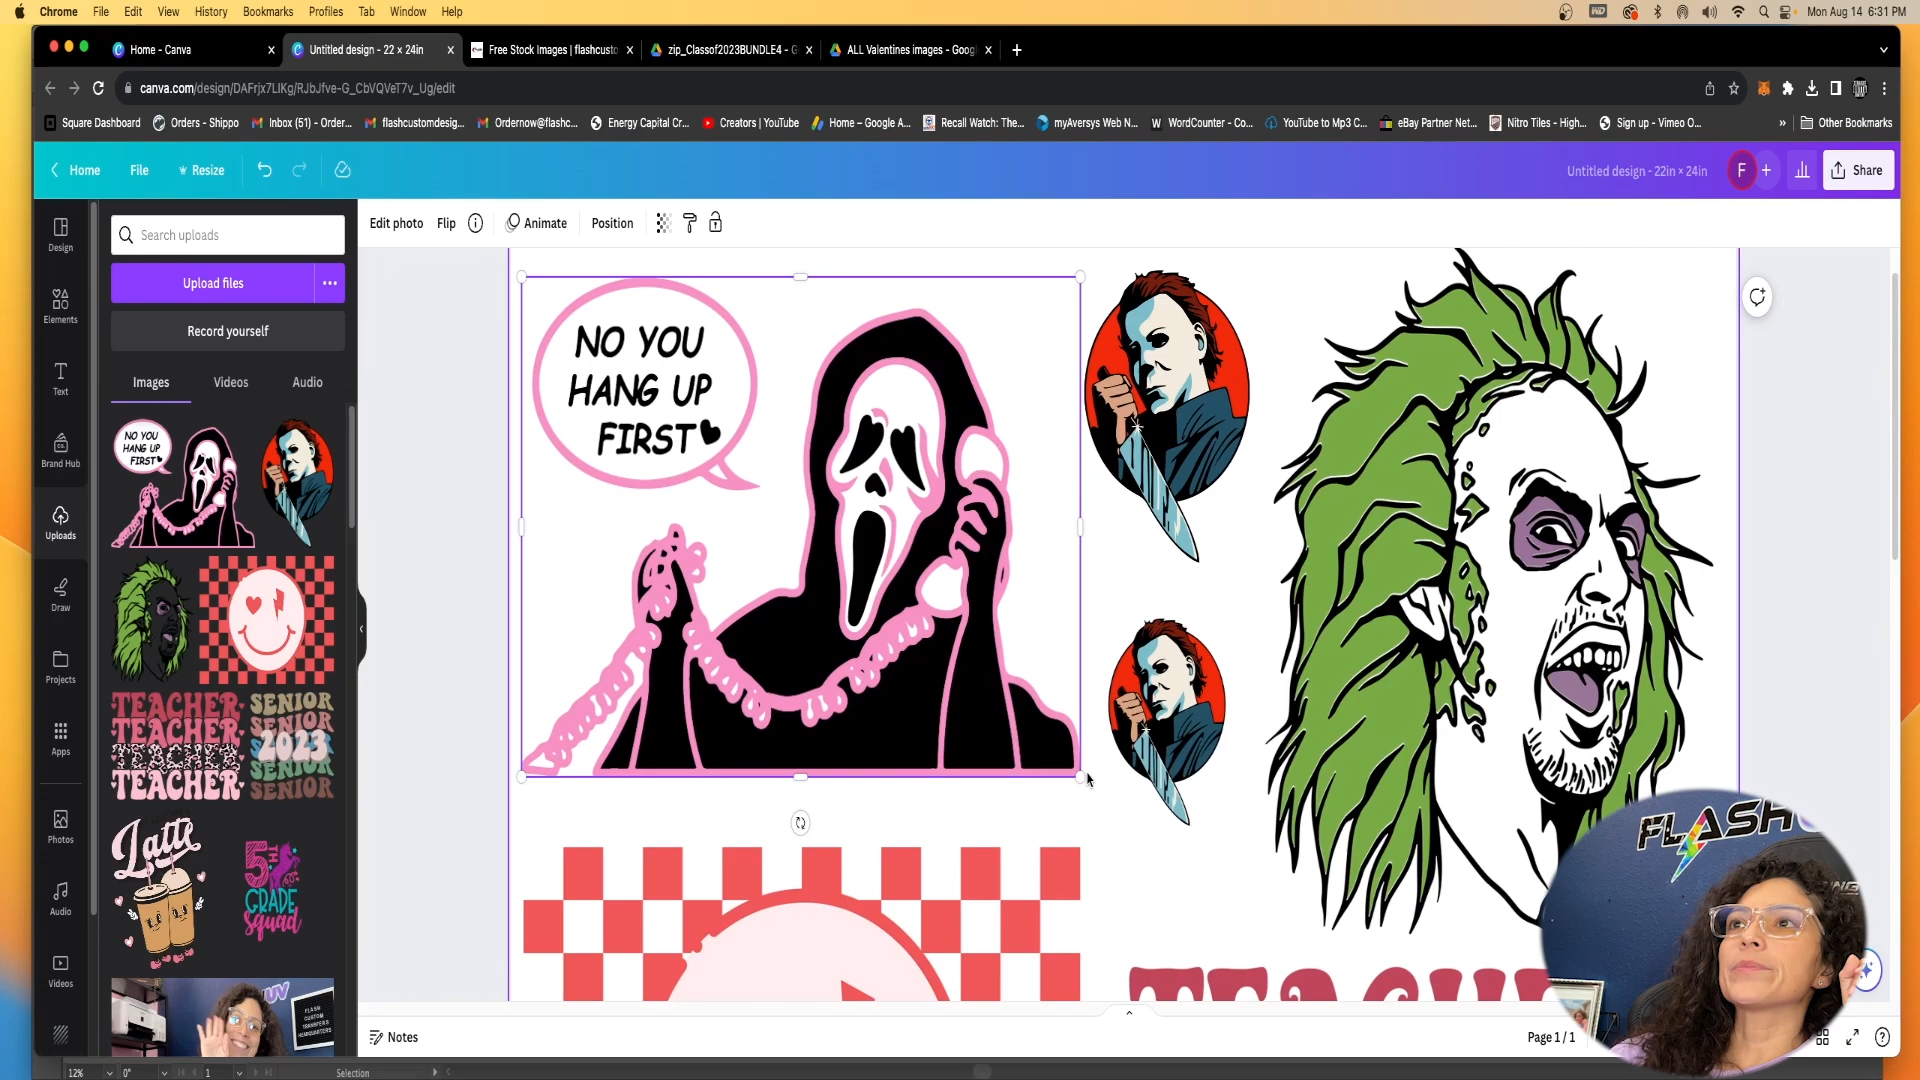 Chrome File Edit View History Bookmarks Profiles Tab Window Help
Mon Aug 14 6:31 PM
Home - Canva
Untitled design - 22 × 24in
Free Stock Images | flashcusto
zip_Classof2023BUNDLE4 - G
ALL Valentines images - Goog
canva.com/design/DAFrjx7LIKg/RJbJfve-G_CbVQVeT7v_Ug/edit
Square Dashboard
Orders - Shippo
Inbox (51) - Order...
flashcustomdesig...
Ordernow@flashc...
Energy Capital Cr...
Creators | YouTube
Home – Google A...
Recall Watch: The...
myAversys Web N...
WordCounter - Co...
YouTube to Mp3 C...
eBay Partner Net...
Nitro Tiles - High...
Sign up - Vimeo O...
»
Other Bookmarks
Home File Resize
Untitled design - 22in × 24in
F
+
Share
Design
Elements
Text
Brand Hub
Uploads
Draw
Projects
Apps
Photos
Audio
Videos
Search uploads
Upload files
Record yourself
Images Videos Audio
NO YOU
HANG UP
FIRST
TEACHER
TEACHER
TEACHER
TEACHER
SENIOR
SENIOR
2023
SENIOR
SENIOR
Latte
5TH
GRADE
Squad
UV
FLASH
CUSTOM
TRANSFERS
HEADQUARTERS
Edit photo Flip Animate Position
NO YOU
HANG UP
FIRST
FLASH
Notes
Page 1 / 1
12%
0°
1
Selection